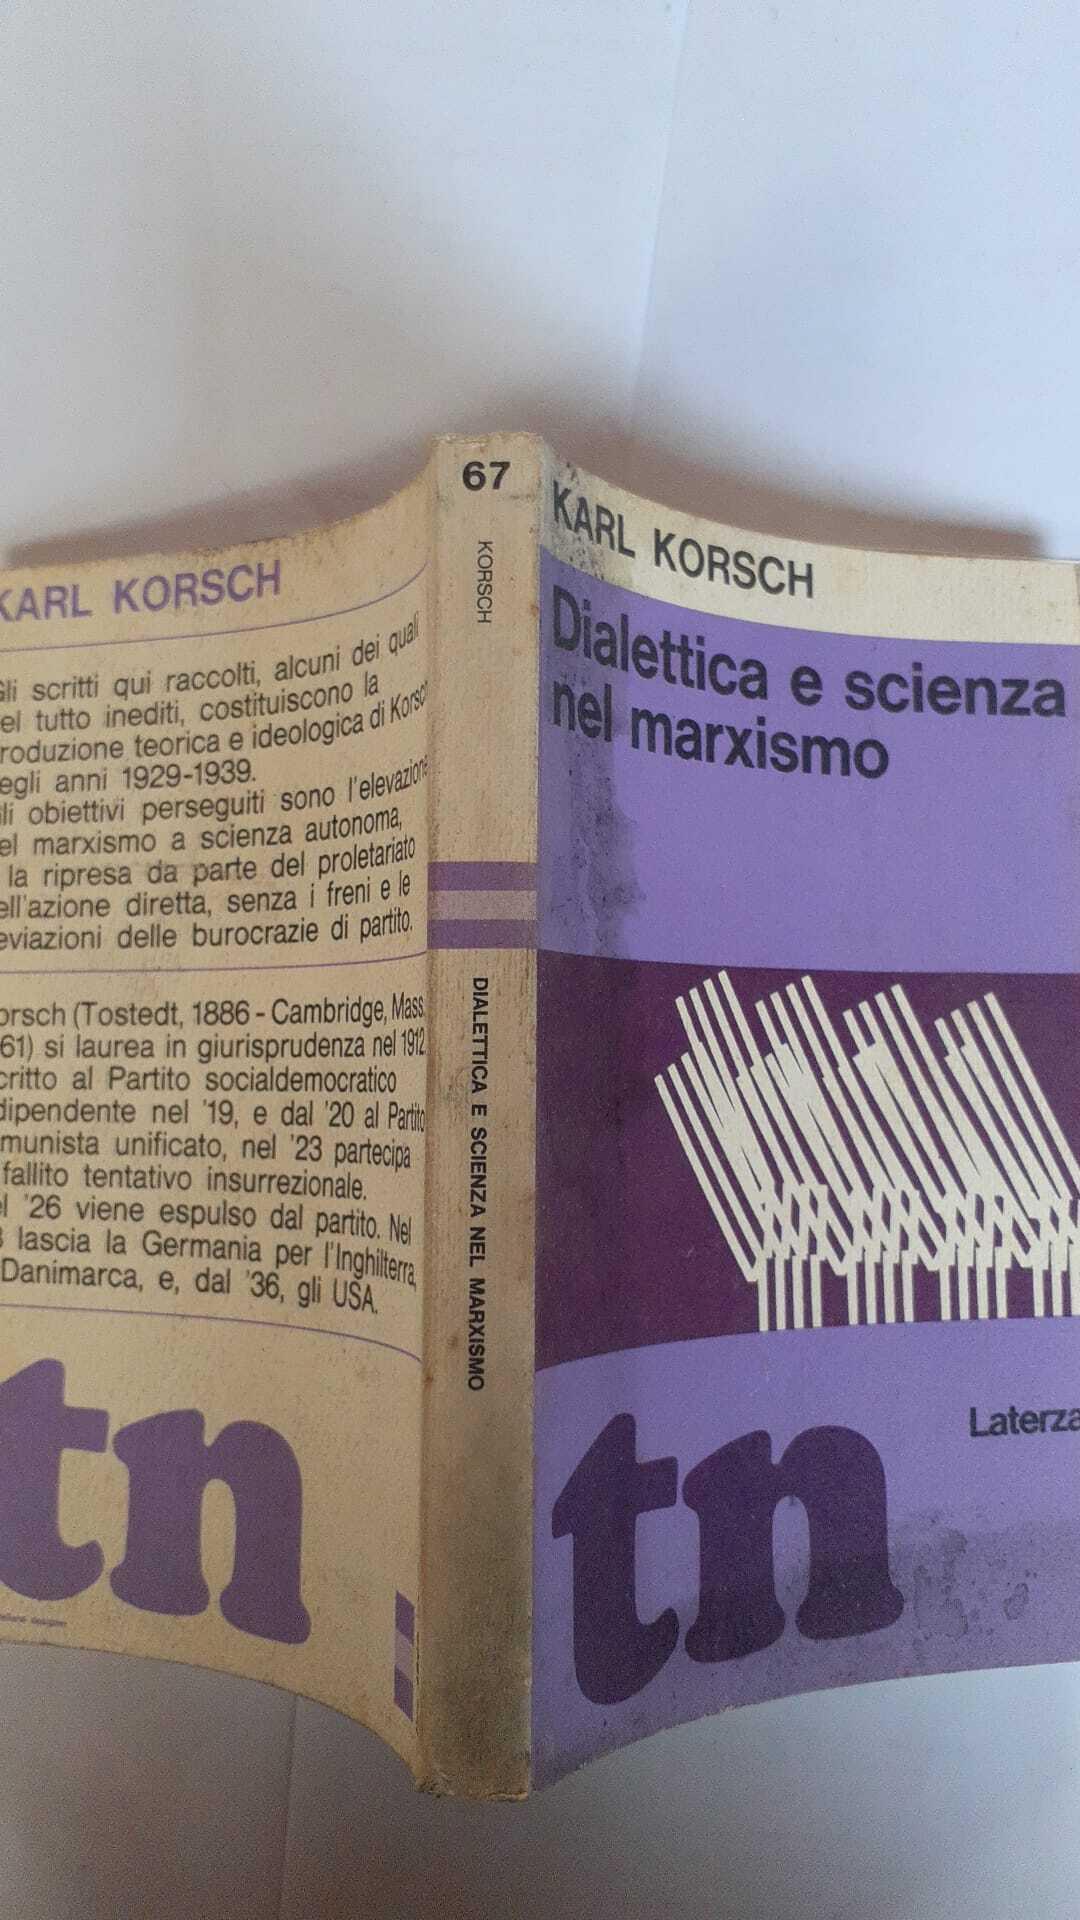 KARL KORSCH
Gli scritti qui raccolti, alcuni dei quali
el tutto inediti, costituiscono la
roduzione teorica e ideologica di Korsc
egli anni 1929-1939.
li obiettivi perseguiti sono l'elevazione
el marxismo a scienza autonoma,
la ripresa da parte del proletariato
ell'azione diretta, senza i freni e le
eviazioni delle burocrazie di partito.
orsch (Tostedt, 1886 - Cambridge, Mass.
61) si laurea in giurisprudenza nel 1912.
critto al Partito socialdemocratico
dipendente nel '19, e dal '20 al Partito
munista unificato, nel '23 partecipa
fallito tentativo insurrezionale.
el '26 viene espulso dal partito. Nel
3 lascia la Germania per l'Inghilterra,
Danimarca, e, dal '36, gli USA.
tn
67
KORSCH
DIALETTICA E SCIENZA NEL MARXISMO
KARL KORSCH
Dialettica e scienza
nel marxismo
Laterza
tn